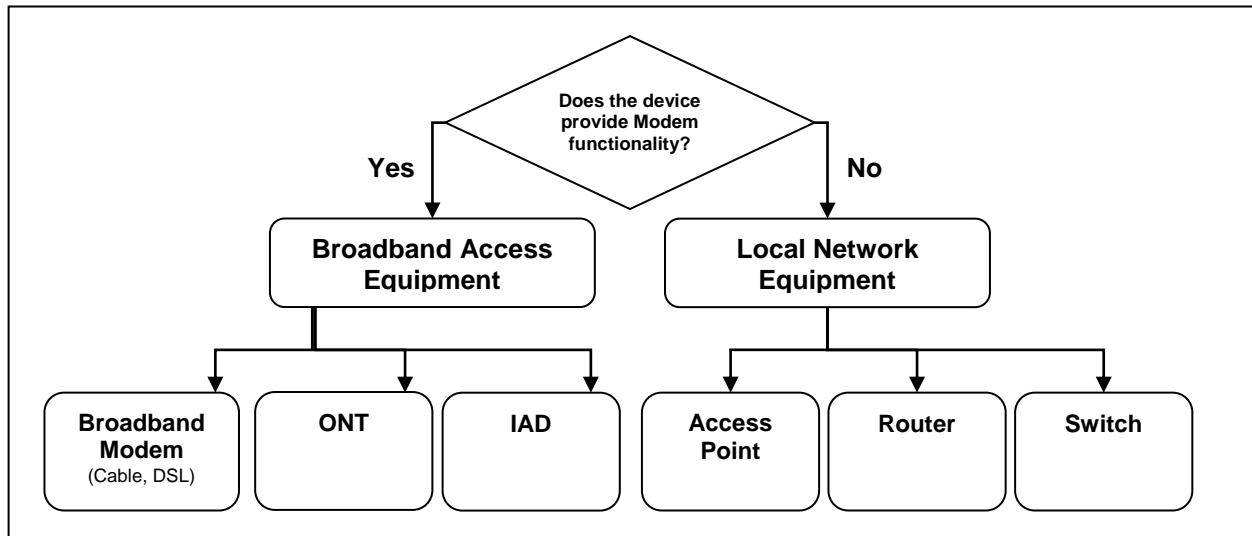 Does the device
provide Modem
functionality?
Yes
No
Broadband Access
Equipment
Local Network
Equipment
Broadband
Modem
(Cable, DSL)
ONT
IAD
Access
Point
Router
Switch